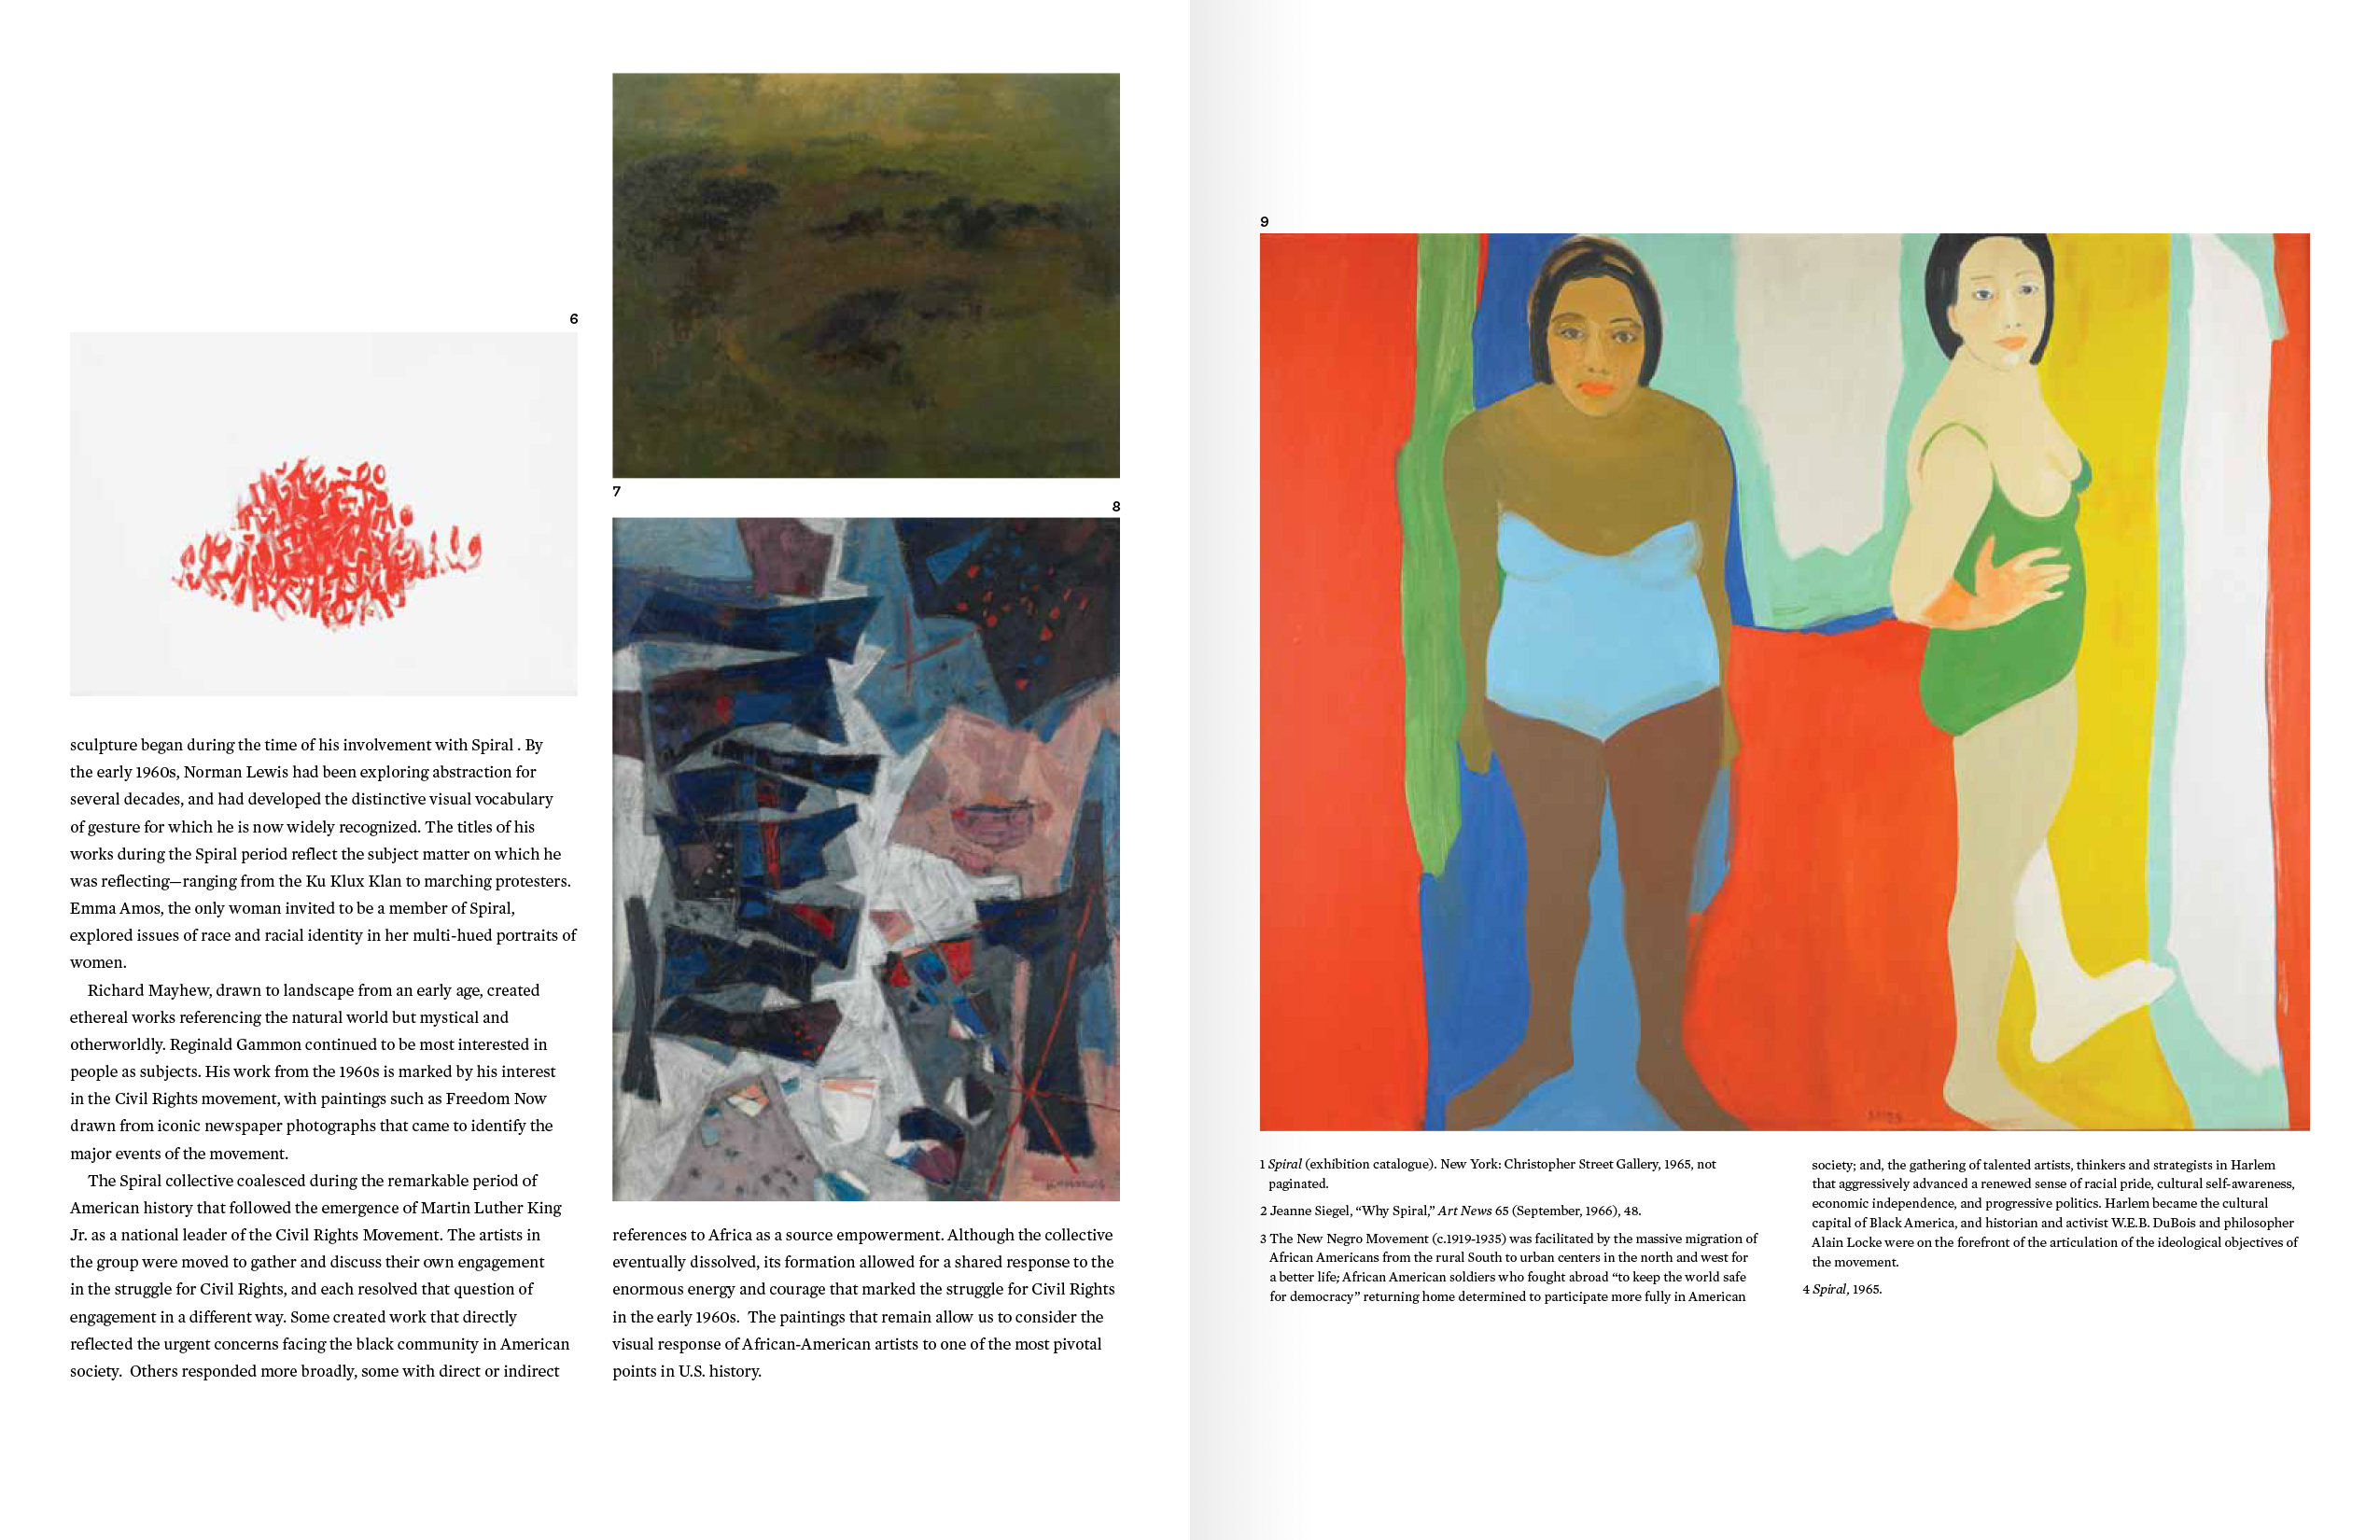 6
sculpture began during the time of his involvement with Spiral . By
the early 1960s, Norman Lewis had been exploring abstraction for
several decades, and had developed the distinctive visual vocabulary
of gesture for which he is now widely recognized. The titles of his
works during the Spiral period reflect the subject matter on which he
was reflecting—ranging from the Ku Klux Klan to marching protesters.
Emma Amos, the only woman invited to be a member of Spiral,
explored issues of race and racial identity in her multi-hued portraits of
women.
Richard Mayhew, drawn to landscape from an early age, created
ethereal works referencing the natural world but mystical and
otherworldly. Reginald Gammon continued to be most interested in
people as subjects. His work from the 1960s is marked by his interest
in the Civil Rights movement, with paintings such as Freedom Now
drawn from iconic newspaper photographs that came to identify the
major events of the movement.
The Spiral collective coalesced during the remarkable period of
American history that followed the emergence of Martin Luther King
Jr. as a national leader of the Civil Rights Movement. The artists in
the group were moved to gather and discuss their own engagement
in the struggle for Civil Rights, and each resolved that question of
engagement in a different way. Some created work that directly
reflected the urgent concerns facing the black community in American
society.  Others responded more broadly, some with direct or indirect
7
8
references to Africa as a source empowerment. Although the collective
eventually dissolved, its formation allowed for a shared response to the
enormous energy and courage that marked the struggle for Civil Rights
in the early 1960s.  The paintings that remain allow us to consider the
visual response of African-American artists to one of the most pivotal
points in U.S. history.
9
1 Spiral (exhibition catalogue). New York: Christopher Street Gallery, 1965, not
paginated.
2 Jeanne Siegel, “Why Spiral,” Art News 65 (September, 1966), 48.
3 The New Negro Movement (c.1919-1935) was facilitated by the massive migration of
African Americans from the rural South to urban centers in the north and west for
a better life; African American soldiers who fought abroad “to keep the world safe
for democracy” returning home determined to participate more fully in American
society; and, the gathering of talented artists, thinkers and strategists in Harlem
that aggressively advanced a renewed sense of racial pride, cultural self-awareness,
economic independence, and progressive politics. Harlem became the cultural
capital of Black America, and historian and activist W.E.B. DuBois and philosopher
Alain Locke were on the forefront of the articulation of the ideological objectives of
the movement.
4 Spiral, 1965.